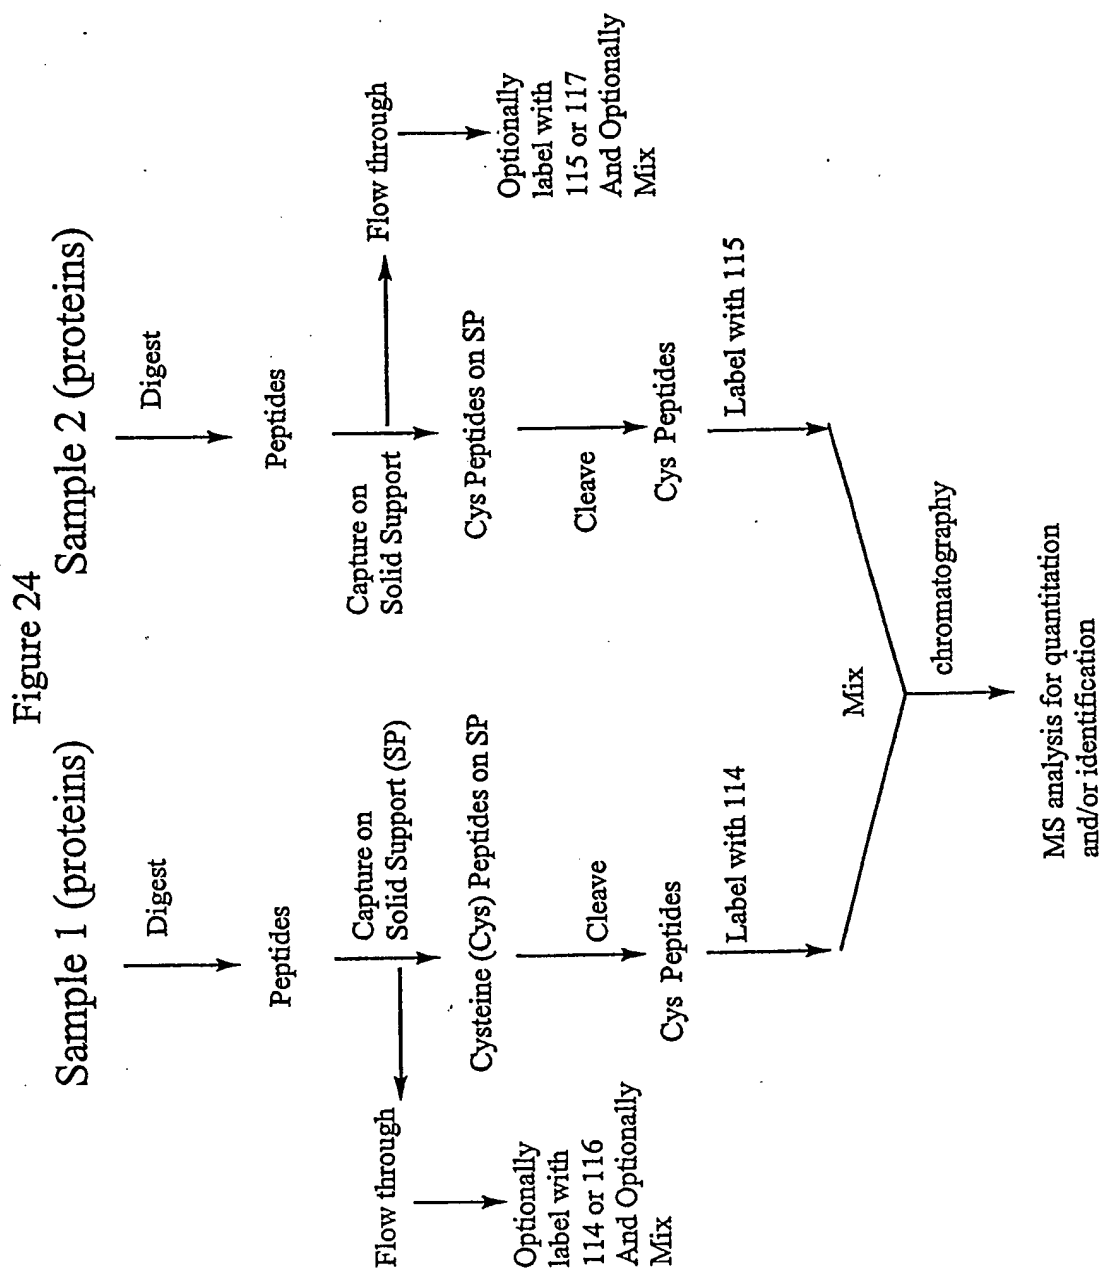 Figure 24
Sample 1 (proteins)
Sample 2 (proteins)
Digest
Digest
Peptides
Peptides
Capture on
Solid Support (SP)
Capture on
Solid Support
Flow through
Flow through
Cysteine (Cys) Peptides on SP
Cys Peptides on SP
Optionally
label with
114 or 116
And Optionally
Mix
Optionally
label with
115 or 117
And Optionally
Mix
Cleave
Cleave
Cys Peptides
Cys Peptides
Label with 114
Label with 115
Mix
chromatography
MS analysis for quantitation
and/or identification